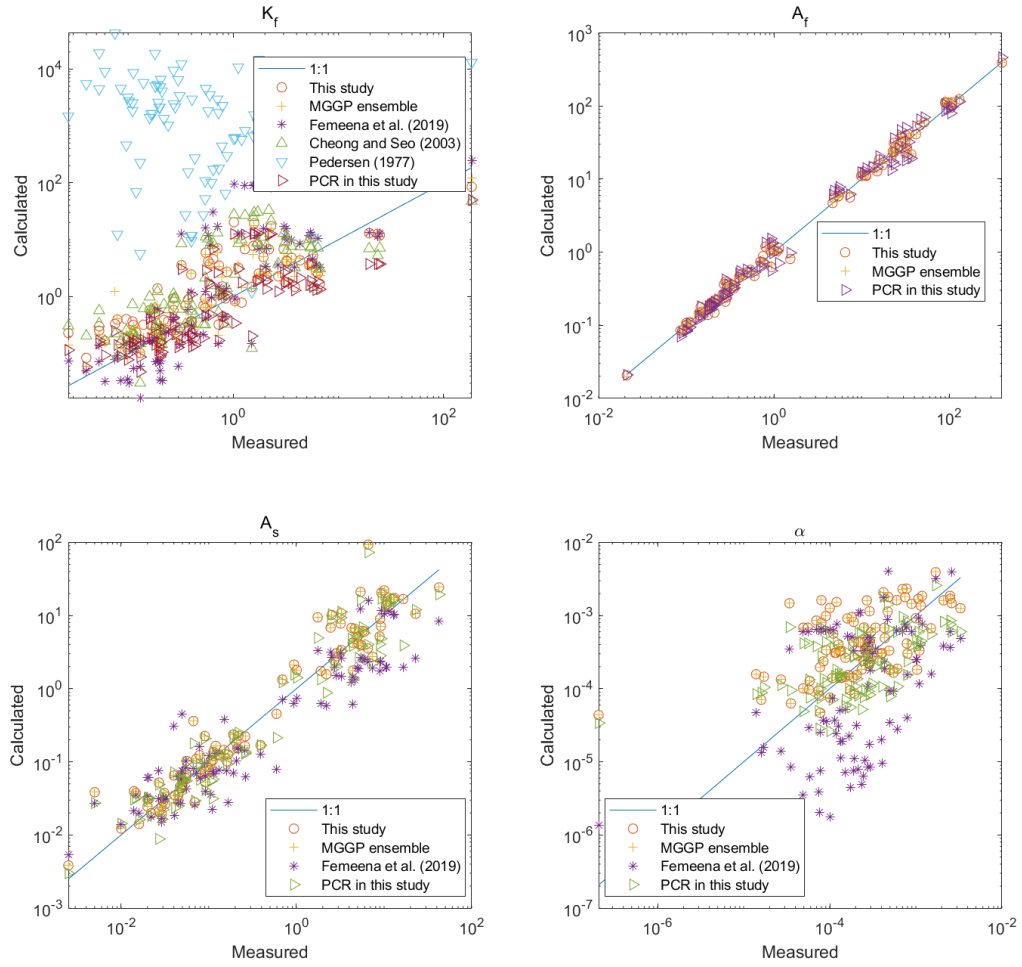 K_f
10^4
10^2
10^0
Calculated
10^0
10^2
Measured
1:1
This study
MGGP ensemble
Femeena et al. (2019)
Cheong and Seo (2003)
Pedersen (1977)
PCR in this study
A_f
10^3
10^2
10^1
10^0
10^-1
10^-2
Calculated
10^-2
10^0
10^2
Measured
1:1
This study
MGGP ensemble
PCR in this study
A_s
10^2
10^1
10^0
10^-1
10^-2
10^-3
Calculated
10^-2
10^0
10^2
Measured
1:1
This study
MGGP ensemble
Femeena et al. (2019)
PCR in this study
α
10^-2
10^-3
10^-4
10^-5
10^-6
10^-7
Calculated
10^-6
10^-4
10^-2
Measured
1:1
This study
MGGP ensemble
Femeena et al. (2019)
PCR in this study